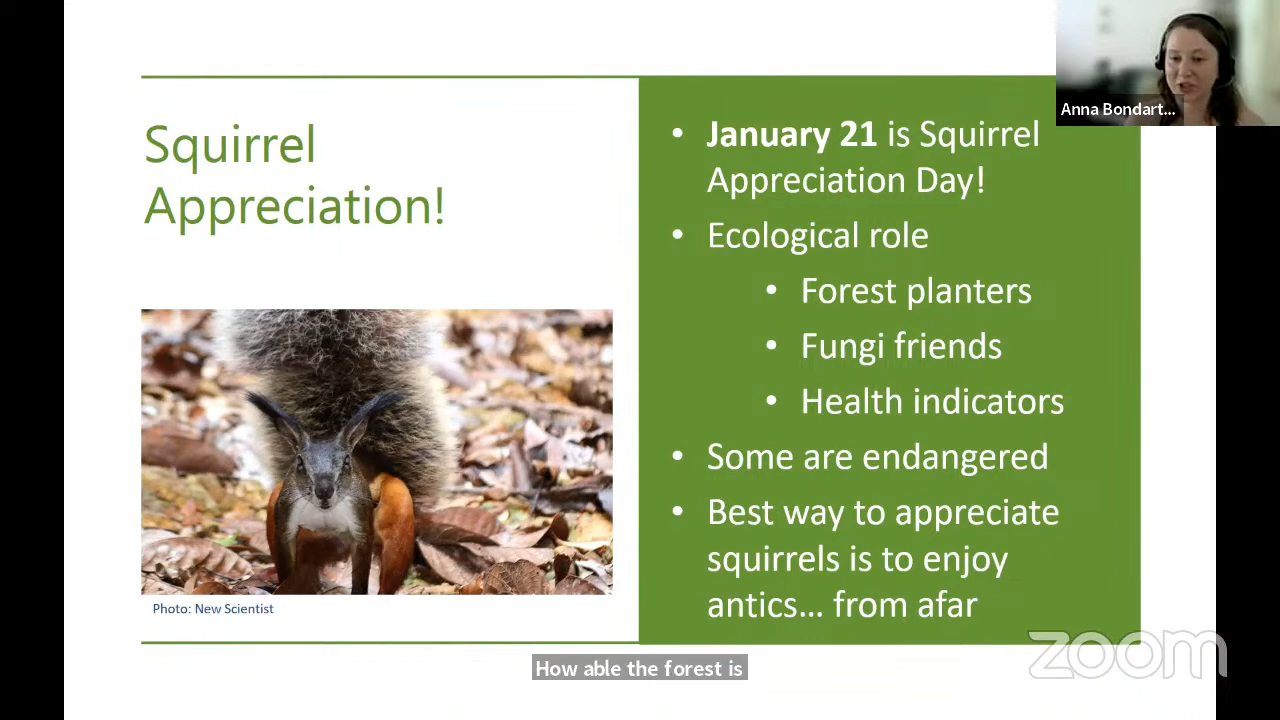 Squirrel
Appreciation!
Photo: New Scientist
• January 21 is Squirrel
Appreciation Day!
• Ecological role
• Forest planters
• Fungi friends
• Health indicators
• Some are endangered
• Best way to appreciate
squirrels is to enjoy
antics... from afar
Anna Bondart...
How able the forest is
zoom